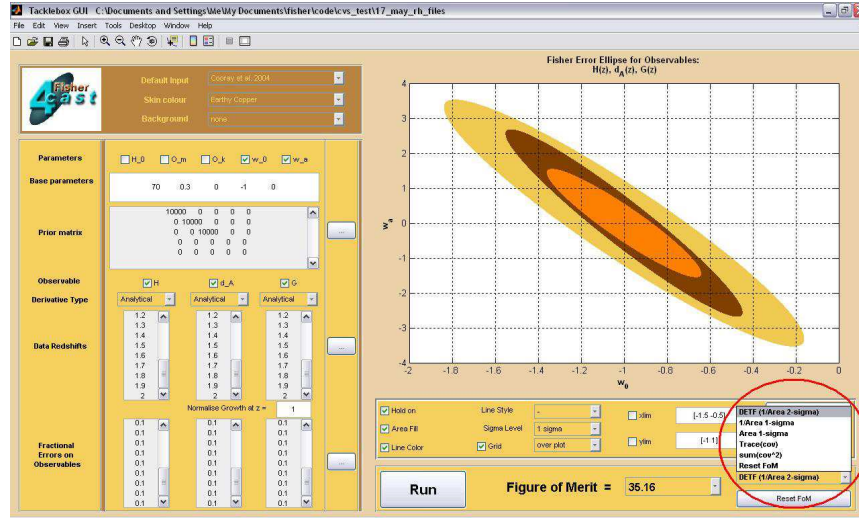 Tacklebox GUI C:\Documents and Settings\Me\My Documents\fisher\code\cvs_test\17_may_rh_files
File Edit View Insert Tools Desktop Window Help
Fisher
4cast
Default Input Cooray et al. 2004
Skin colour Earthy Copper
Background none
Parameters H_0 O_m O_k w_0 w_a
Base parameters 70 0.3 0 -1 0
Prior matrix
10000 0 0 0 0
0 10000 0 0 0
0 0 10000 0 0
0 0 0 0 0
0 0 0 0 0
...
Observable H d_A G
Derivative Type Analytical Analytical Analytical
Data Redshifts
1.2 1.2 1.2
1.3 1.3 1.3
1.4 1.4 1.4
1.5 1.5 1.5
1.6 1.6 1.6
1.7 1.7 1.7
1.8 1.8 1.8
1.9 1.9 1.9
2 2 2
...
Normalise Growth at z = 1
Fractional
Errors on
Observables
0.1 0.1 0.1
0.1 0.1 0.1
0.1 0.1 0.1
0.1 0.1 0.1
0.1 0.1 0.1
0.1 0.1 0.1
0.1 0.1 0.1
0.1 0.1 0.1
0.1 0.1 0.1
...
Fisher Error Ellipse for Observables:
H(z), d_A(z), G(z)
4
3
2
1
0
-1
-2
-3
-4
w_a
-2 -1.8 -1.6 -1.4 -1.2 -1 -0.8 -0.6 -0.4 -0.2 0
w_0
Hold on Line Style - xlim [-1.5 -0.5]
Area Fill Sigma Level 1 sigma
Line Color Grid over plot ylim [-1 1]
DETF (1/Area 2-sigma)
1/Area 1-sigma
Area 1-sigma
Trace(cov)
sum(cov^2)
Reset FoM
DETF (1/Area 2-sigma)
Reset FoM
Run Figure of Merit = 35.16